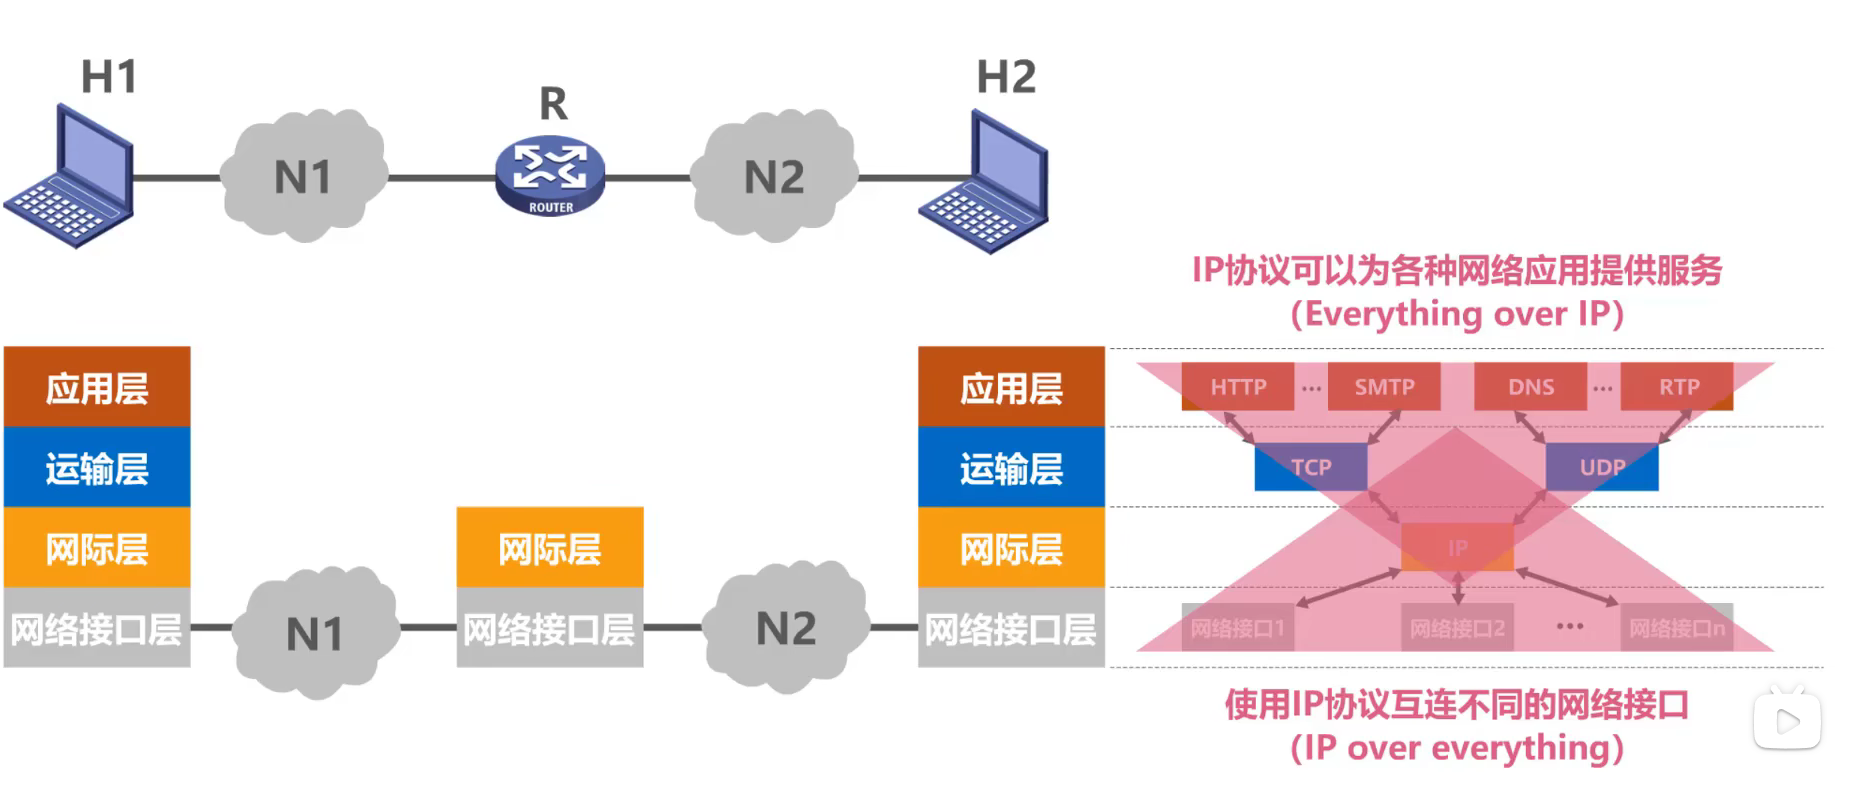 H1
R
H2
N1
ROUTER
N2
IP协议可以为各种网络应用提供服务
（Everything over IP）
应用层
运输层
网际层
网络接口层
N1
网际层
网络接口层
N2
应用层
运输层
网际层
网络接口层
HTTP ... SMTP DNS ... RTP
TCP UDP
IP
网络接口1 网络接口2 ... 网络接口n
使用IP协议互连不同的网络接口
（IP over everything）